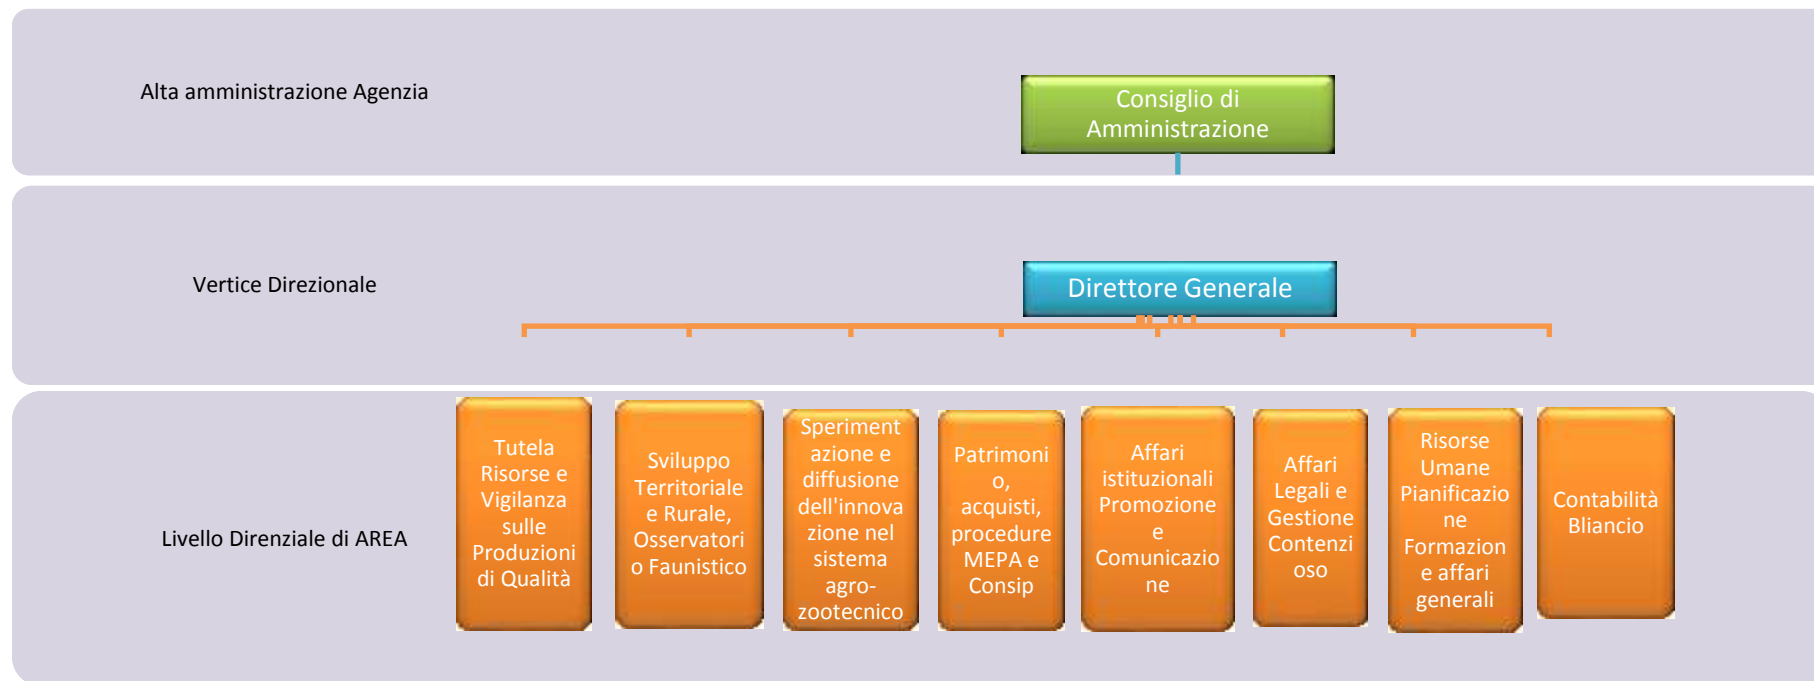 Alta amministrazione Agenzia
Consiglio di
Amministrazione
Vertice Direzionale
Direttore Generale
Livello Direnziale di AREA
Tutela
Risorse e
Vigilanza
sulle
Produzioni
di Qualità
Sviluppo
Territoriale
e Rurale,
Osservatori
o Faunistico
Speriment
azione e
diffusione
dell'innova
zione nel
sistema
agro-
zootecnico
Patrimoni
o,
acquisti,
procedure
MEPA e
Consip
Affari
istituzionali
Promozione
e
Comunicazio
ne
Affari
Legali e
Gestione
Contenzi
oso
Risorse
Umane
Pianificazio
ne
Formazion
e affari
generali
Contabilità
Bliancio